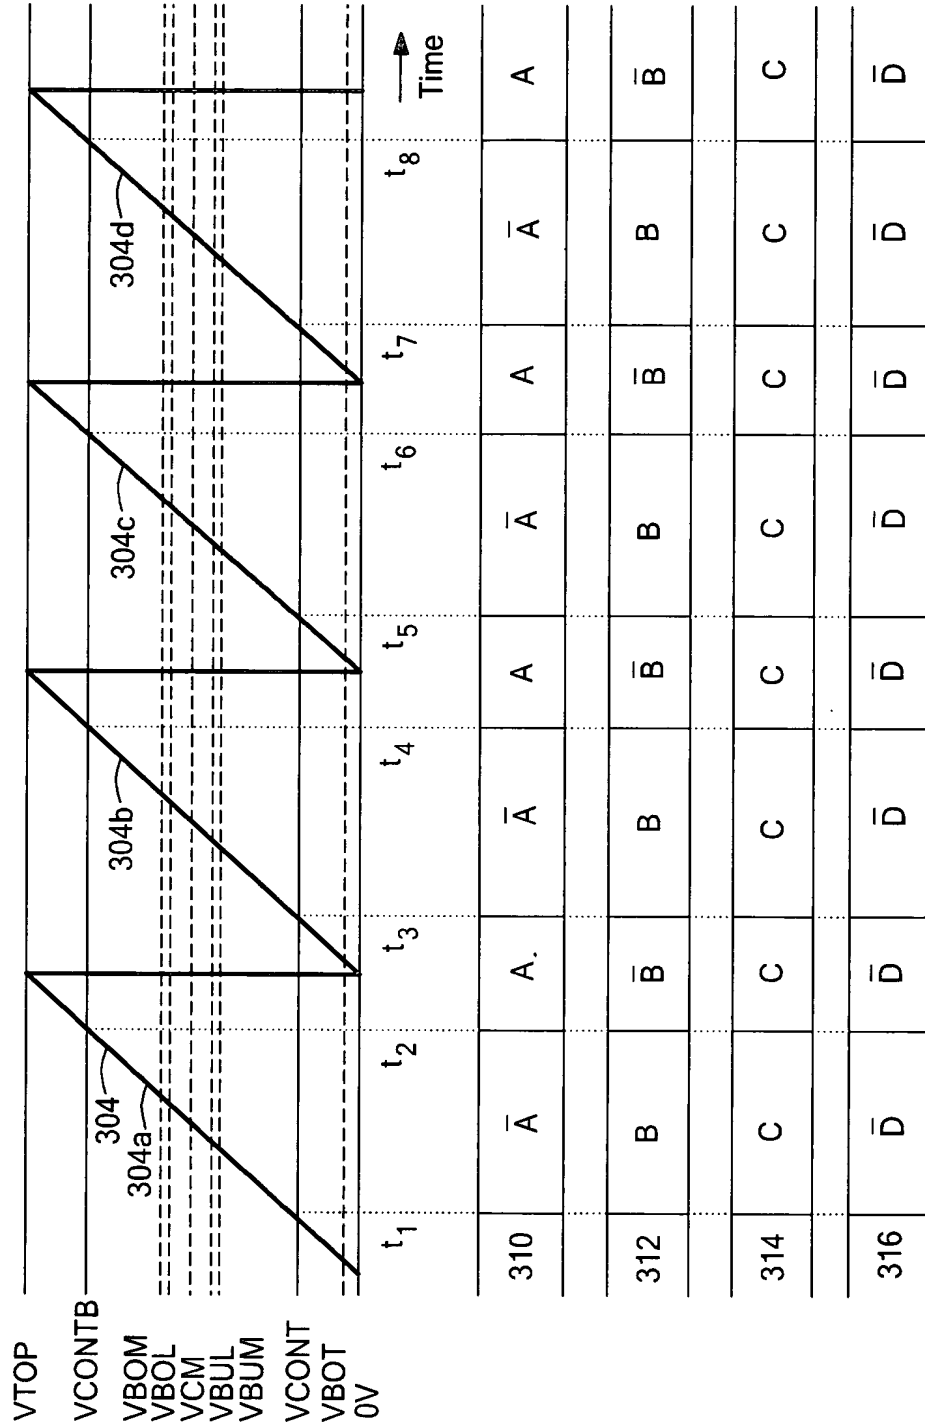 VTOP
VCONTB
VBOM
VBOL
VCM
VBUL
VBUM
VCONT
VBOT
0V
304
304a
304b
304c
304d
t1 t2 t3 t4 t5 t6 t7 t8
Time
310 A̅ A. A̅ A A̅ A A̅ A
312 B B̅ B B̅ B B̅ B B̅
314 C C C C C C C C
316 D̅ D̅ D̅ D̅ D̅ D̅ D̅ D̅